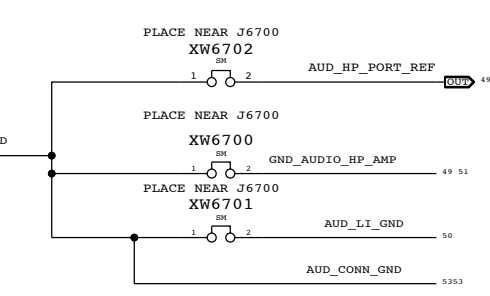 PLACE NEAR J6700
XW6702
SM
1 2
AUD_HP_PORT_REF
OUT 49
PLACE NEAR J6700
XW6700
SM
D
1 2
GND_AUDIO_HP_AMP
49 51
PLACE NEAR J6700
XW6701
SM
1 2
AUD_LI_GND
50
AUD_CONN_GND
5353